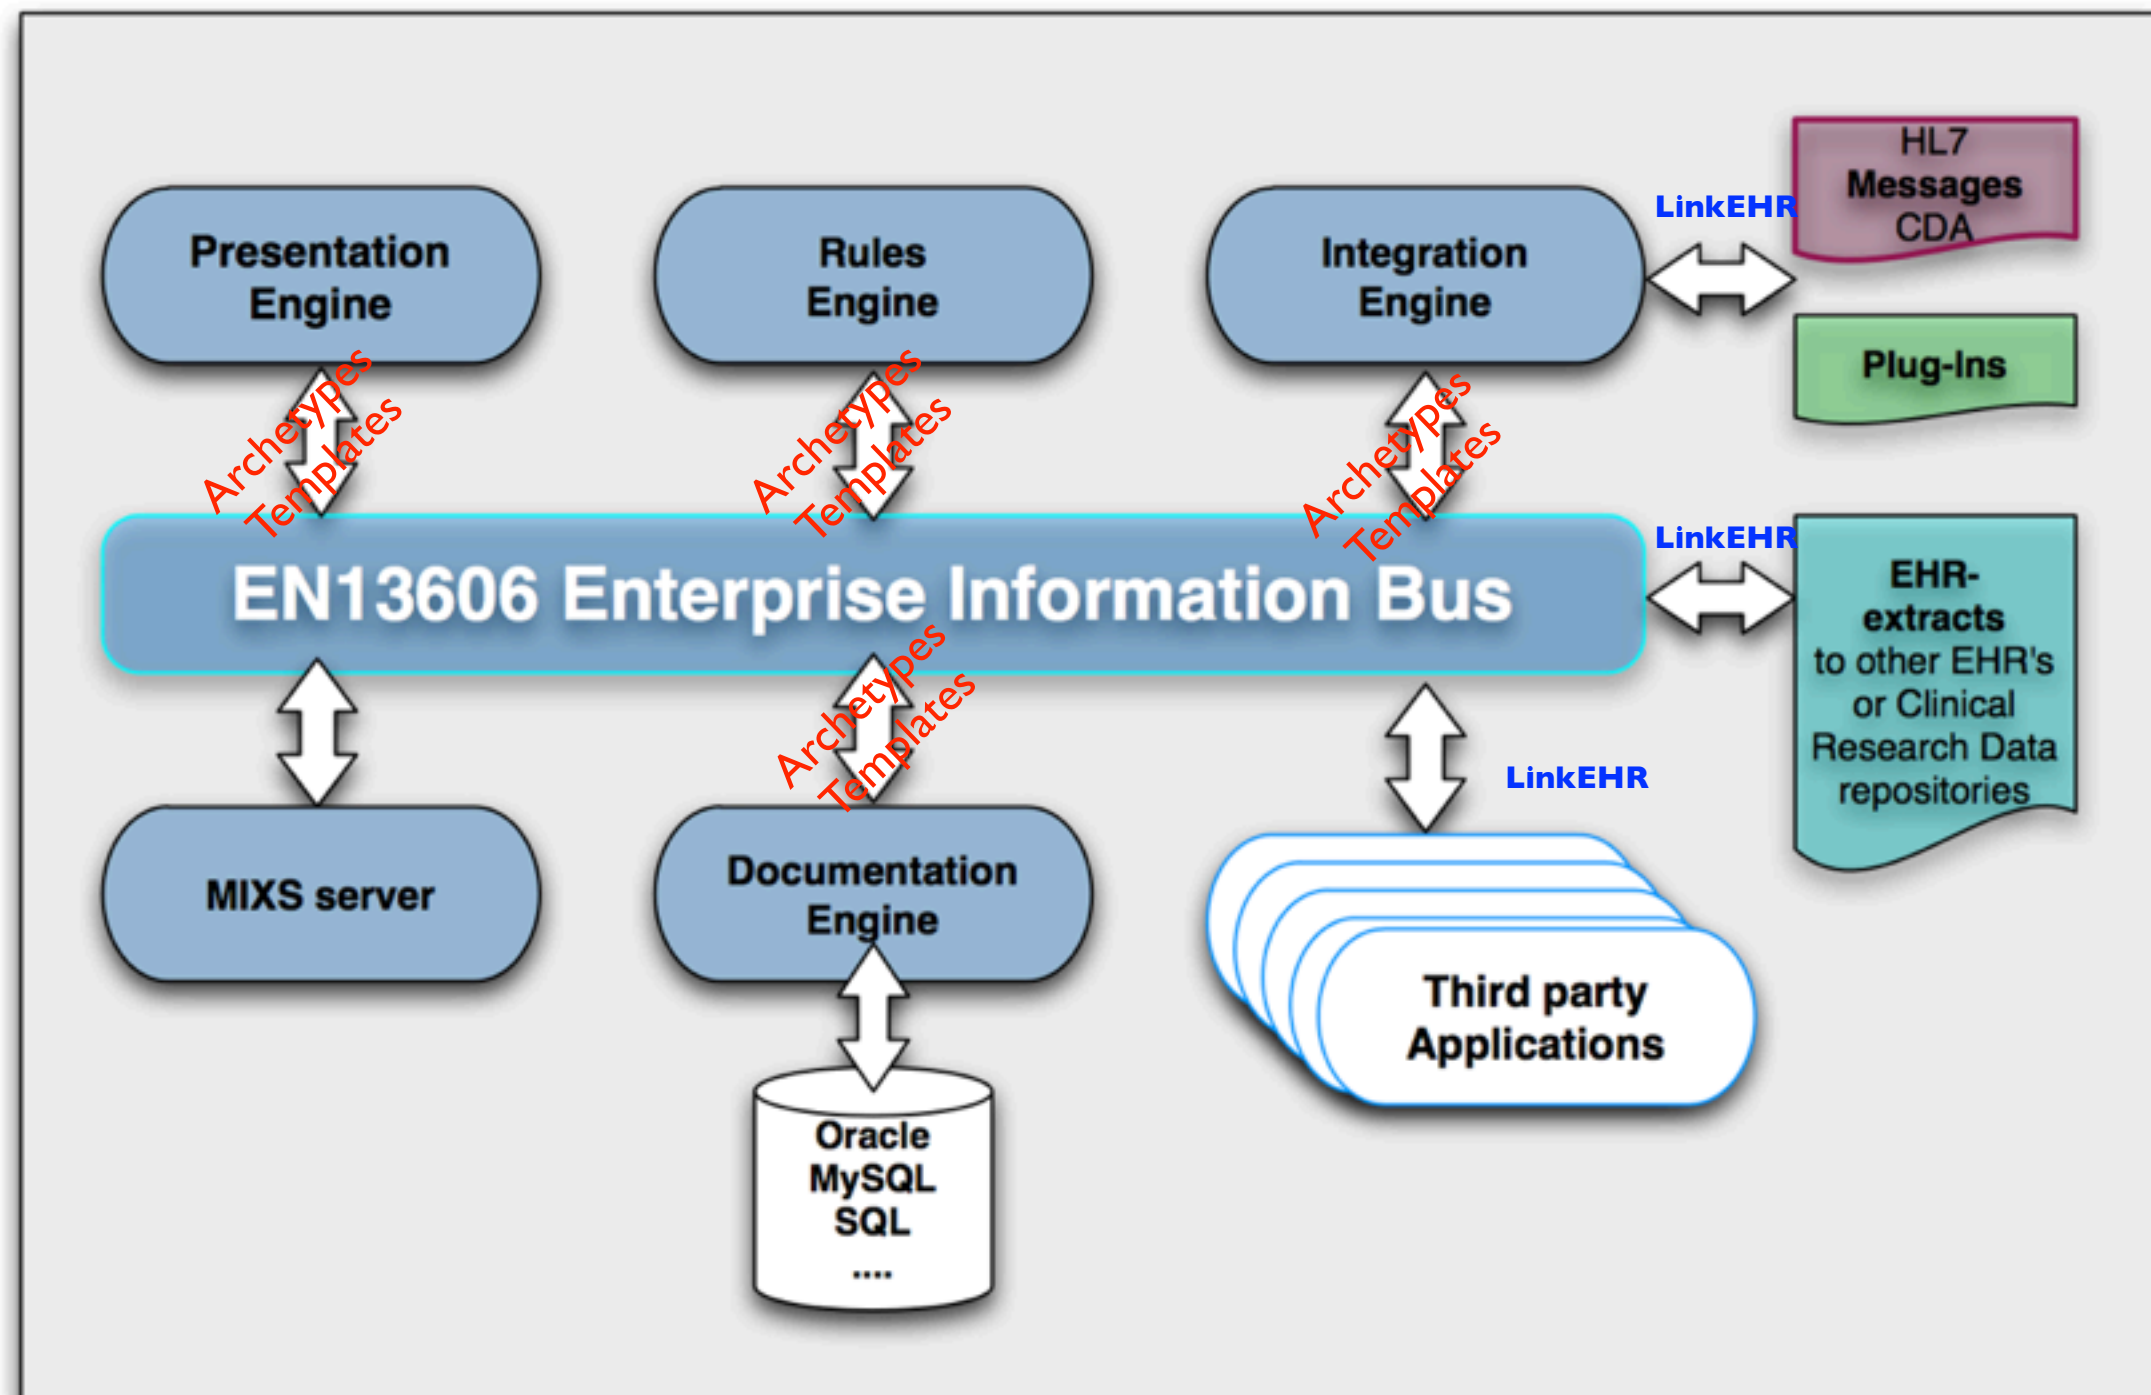 HL7
Messages
CDA
LinkEHR
Presentation
Engine
Rules
Engine
Integration
Engine
Plug-Ins
Archetypes
Templates
Archetypes
Templates
Archetypes
Templates
LinkEHR
EN13606 Enterprise Information Bus
EHR-
extracts
to other EHR's
or Clinical
Research Data
repositories
Archetypes
Templates
LinkEHR
MIXS server
Documentation
Engine
Third party
Applications
Oracle
MySQL
SQL
....